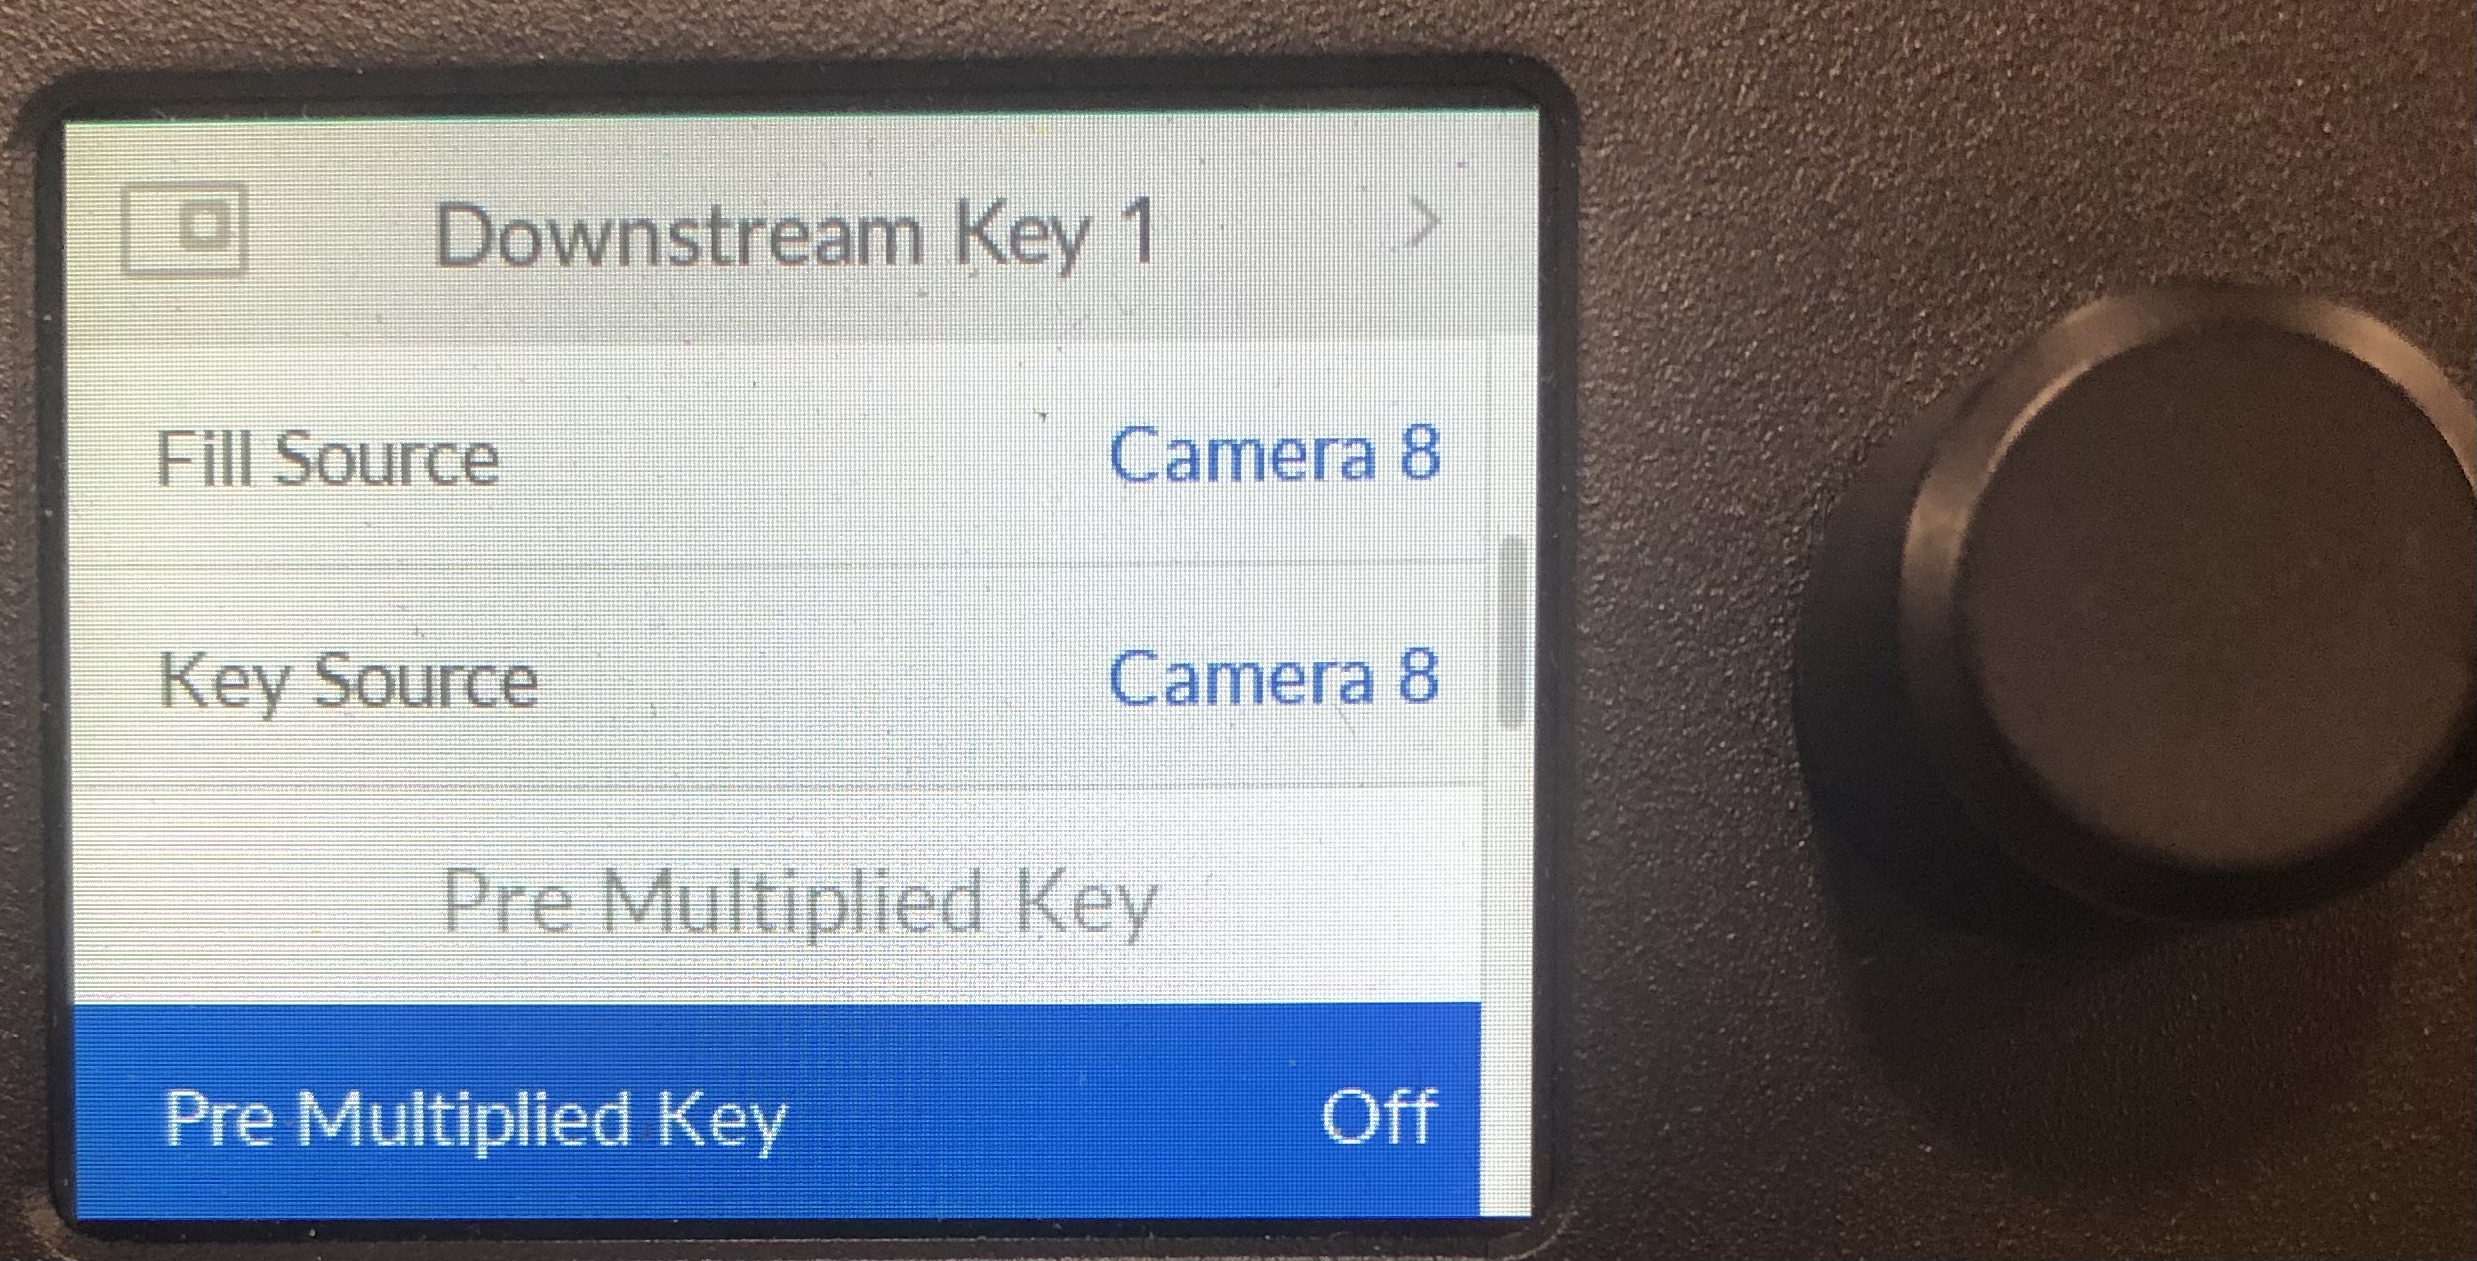 Downstream Key 1
Fill Source Camera 8
Key Source Camera 8
Pre Multiplied Key
Pre Multiplied Key Off